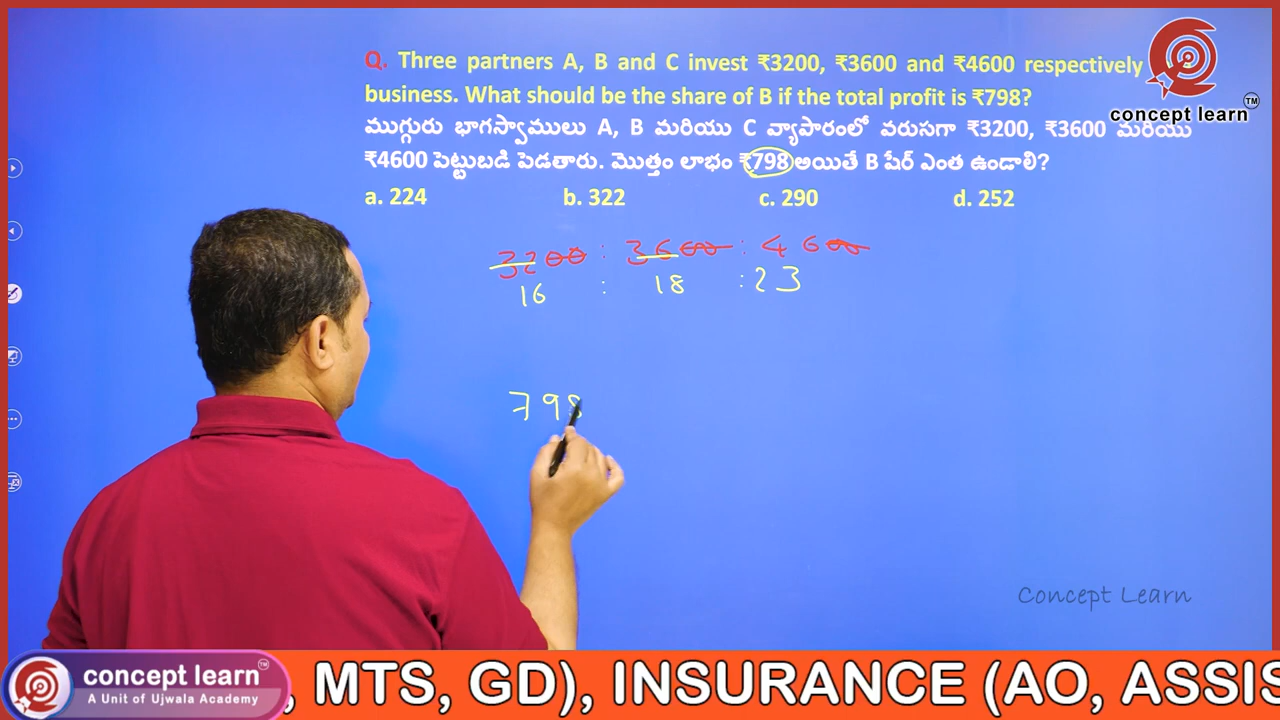 Q. Three partners A, B and C invest ₹3200, ₹3600 and ₹4600 respectively
business. What should be the share of B if the total profit is ₹798?
ముగ్గురు భాగస్వాములు A, B మరియు C వ్యాపారంలో వరుసగా ₹3200, ₹3600 మరియు
₹4600 పెట్టుబడి పెడతారు. మొత్తం లాభం ₹798 అయితే B షేర్ ఎంత ఉండాలి?
a. 224 b. 322 c. 290 d. 252
concept learn TM
3200 : 3600 : 4600
16 : 18 : 23
798
Concept Learn
concept learn TM
A Unit of Ujwala Academy
, MTS, GD), INSURANCE (AO, ASSIS